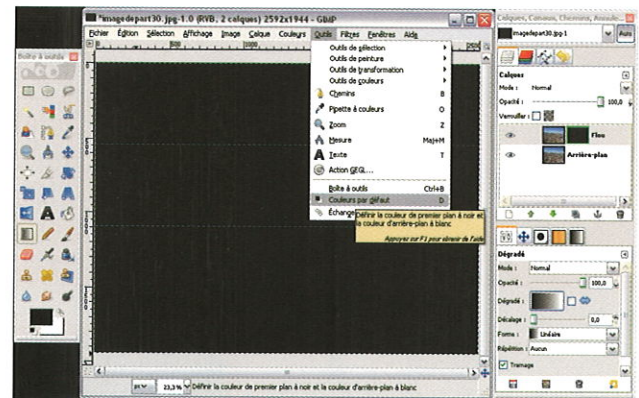 *imagedepart30.jpg-1.0 (RVB, 2 calques) 2592x1944 - GIMP
Fichier Édition Sélection Affichage Image Calque Couleurs Outils Filtres Fenêtres Aide
Outils de sélection
Outils de peinture
Outils de transformation
Outils de couleurs
Chemins B
Pipette à couleurs O
Zoom Z
Mesure Maj+M
Texte T
Action GEGL...
Boîte à outils Ctrl+B
Couleurs par défaut D
Échange
Définir la couleur de premier plan à noir et
la couleur d'arrière-plan à blanc
Appuyez sur F1 pour obtenir de l'aide
px 23,3% Définir la couleur de premier plan à noir et la couleur d'arrière-plan à blanc
Boîte à outils
Calques, Canaux, Chemins, Annule...
imagedepart30.jpg-1 Auto
Calques
Mode : Normal
Opacité : 100,0
Verrouiller :
Flou
Arrière-plan
Dégradé
Mode : Normal
Opacité : 100,0
Dégradé :
Décalage : 0,0
Forme : Linéaire
Répétition : Aucun
Tramage